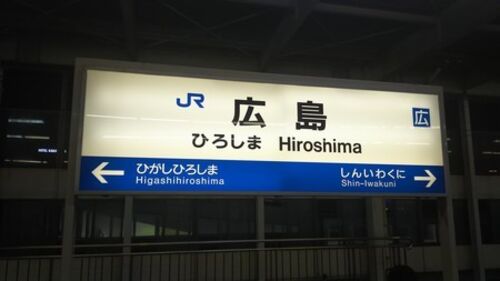 JR 広島 広
ひろしま Hiroshima
ひがしひろしま しんいわくに
Higashihiroshima Shin-Iwakuni